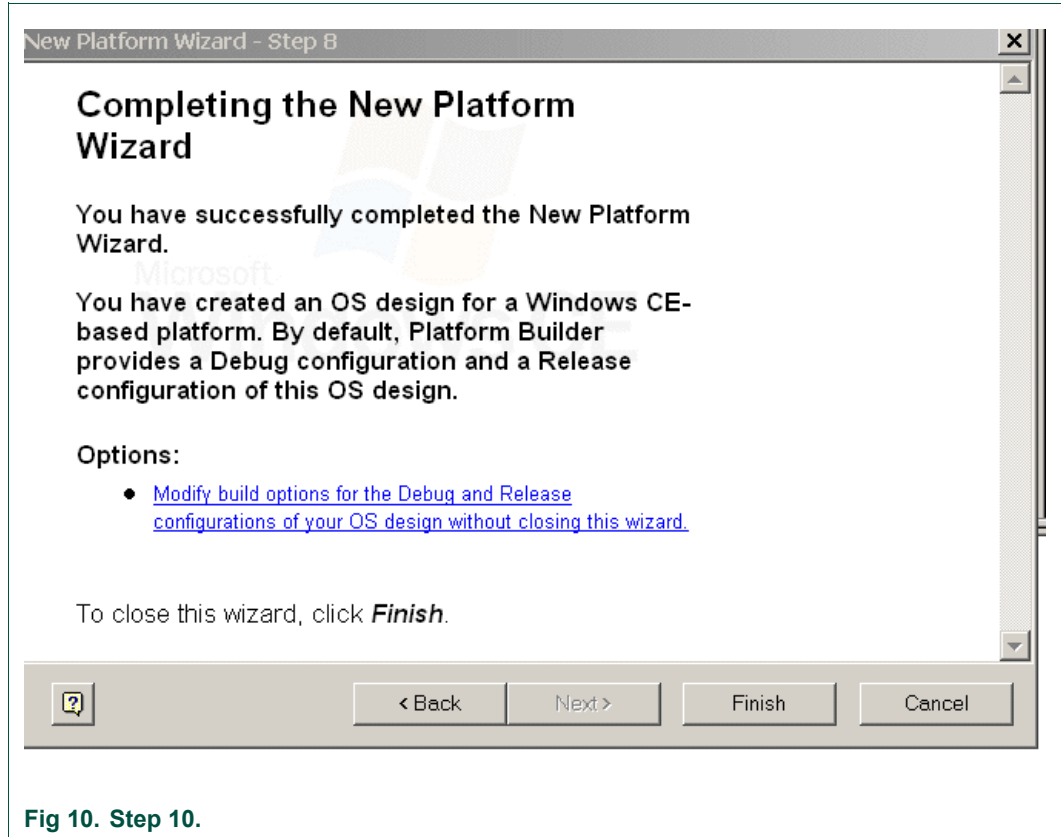 New Platform Wizard - Step 8
Completing the New Platform
Wizard
You have successfully completed the New Platform
Wizard.
Microsoft
Windows CE
You have created an OS design for a Windows CE-
based platform. By default, Platform Builder
provides a Debug configuration and a Release
configuration of this OS design.
Options:
Modify build options for the Debug and Release
configurations of your OS design without closing this wizard.
To close this wizard, click Finish.
< Back
Next >
Finish
Cancel
Fig 10. Step 10.